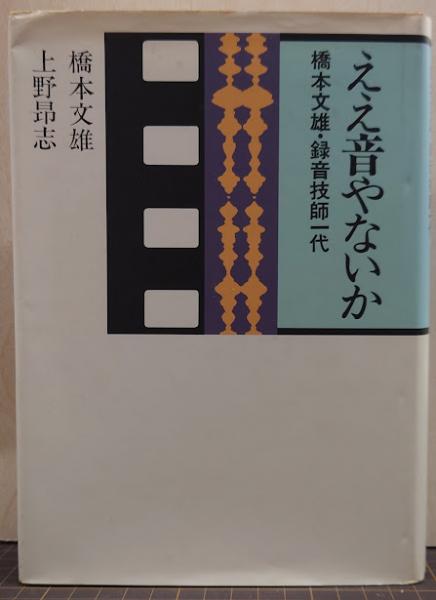 ええ音やないか
橋本文雄・録音技師一代
橋本文雄
上野昂志